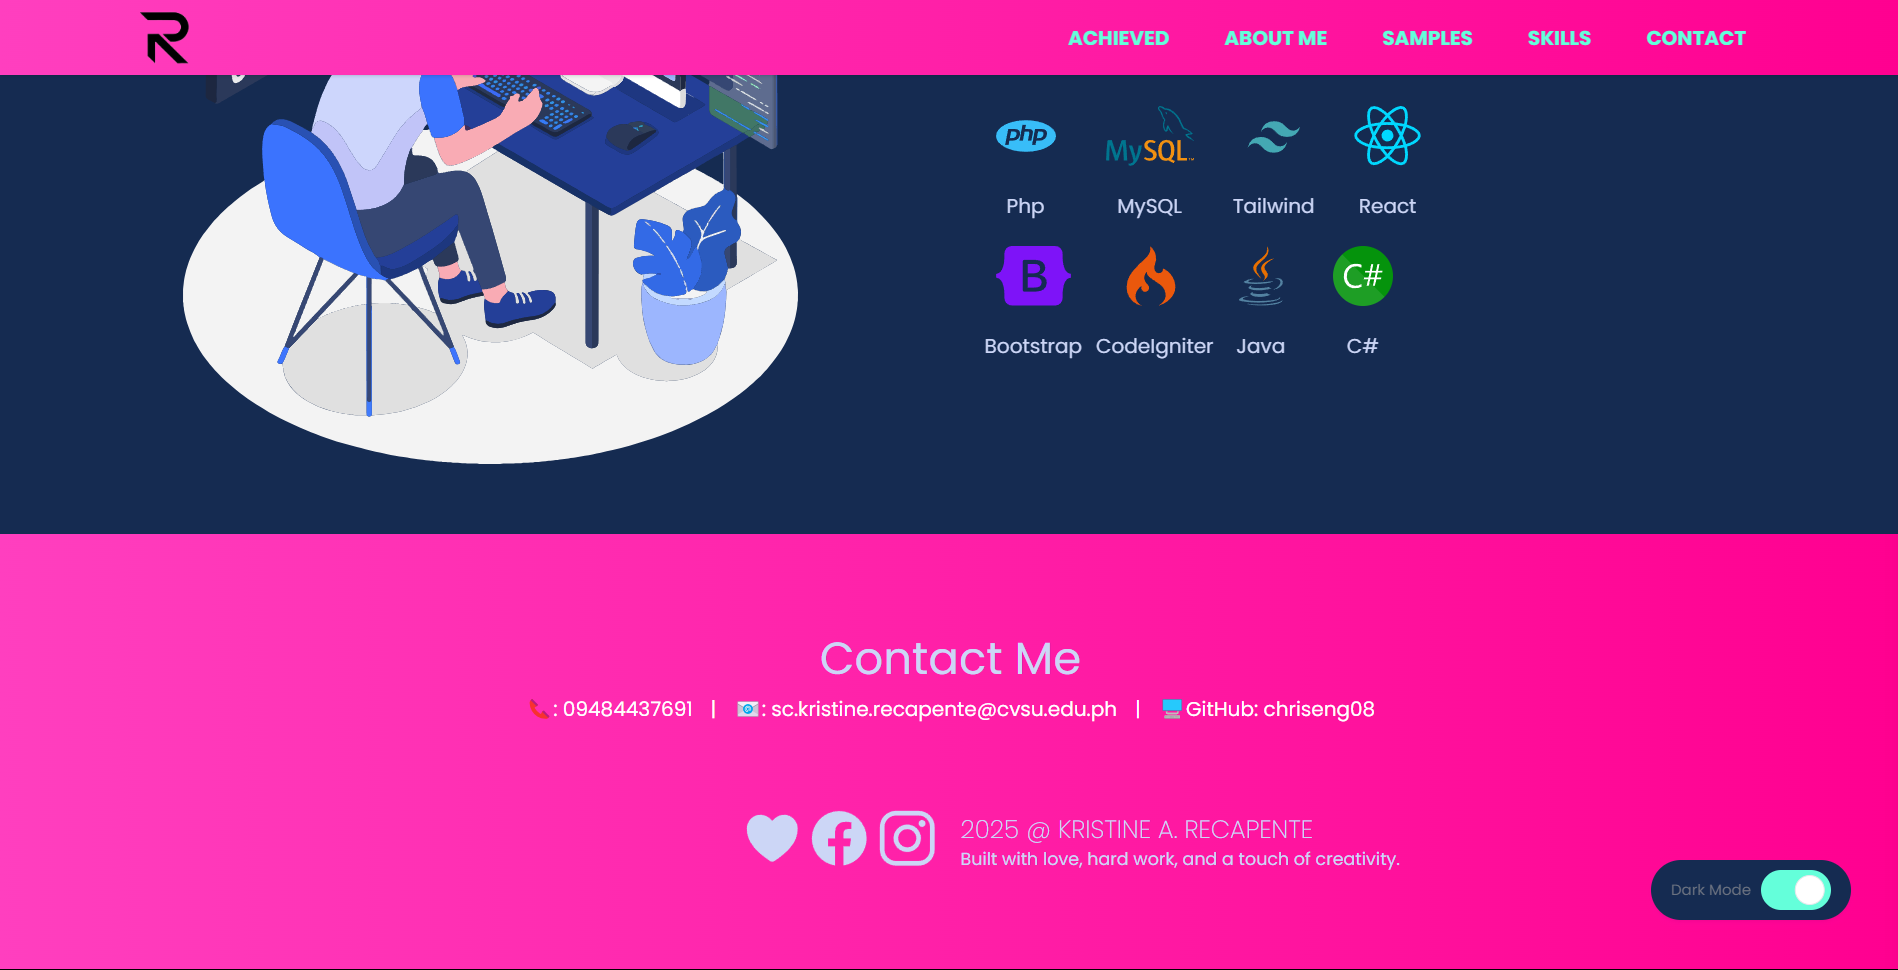 R
ACHIEVED ABOUT ME SAMPLES SKILLS CONTACT
php MySQL™
Php MySQL Tailwind React
B C#
Bootstrap CodeIgniter Java C#
Contact Me
: 09484437691 | : sc.kristine.recapente@cvsu.edu.ph | GitHub: chriseng08
2025 @ KRISTINE A. RECAPENTE
Built with love, hard work, and a touch of creativity.
Dark Mode